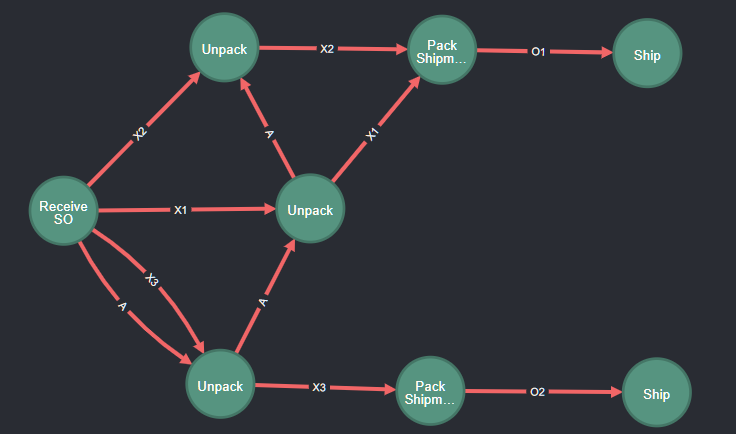 Unpack
X2
Pack
Shipm...
O1
Ship
X2
A
X1
Receive
SO
X1
Unpack
X3
A
A
Unpack
X3
Pack
Shipm...
O2
Ship